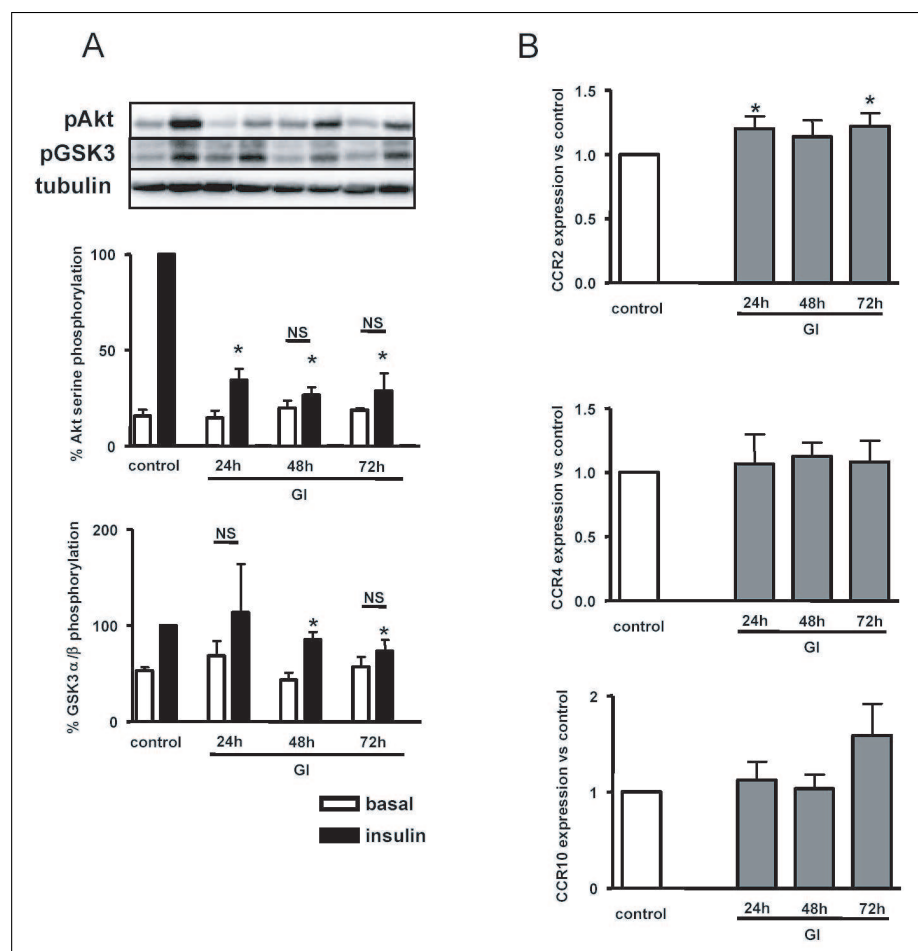 A
pAkt
pGSK3
tubulin
% Akt serine phosphorylation
100
50
0
NS
NS
*
*
*
control
24h
48h
72h
GI
% GSK3 α/β phosphorylation
200
100
0
NS
NS
*
*
control
24h
48h
72h
GI
basal
insulin
B
CCR2 expression vs control
1.5
1.0
0.5
0.0
*
*
control
24h
48h
72h
GI
CCR4 expression vs control
1.5
1.0
0.5
0.0
control
24h
48h
72h
GI
CCR10 expression vs control
2
1
0
control
24h
48h
72h
GI